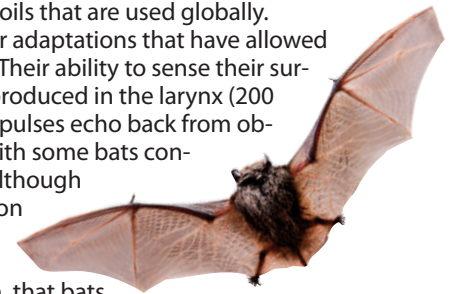 oils that are used globally.
r adaptations that have allowed
Their ability to sense their sur-
roduced in the larynx (200
pulses echo back from ob-
ith some bats con-
lthough
on
, that bats